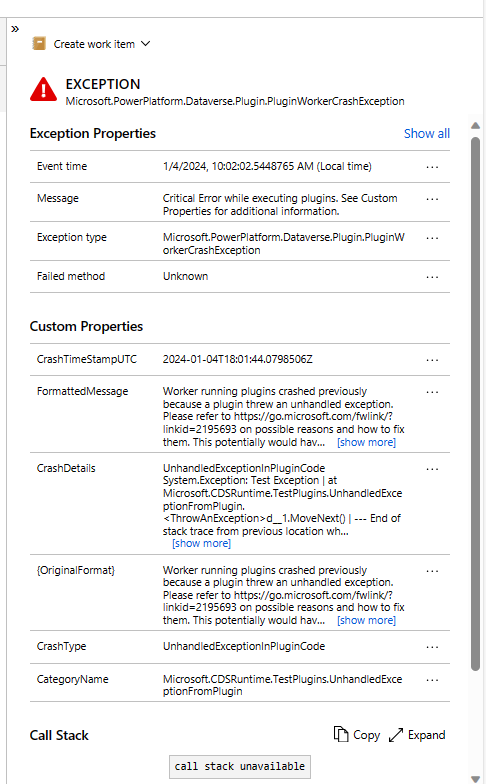 »
Create work item
EXCEPTION
Microsoft.PowerPlatform.Dataverse.Plugin.PluginWorkerCrashException
Exception Properties
Show all
Event time
1/4/2024, 10:02:02.5448765 AM (Local time)
...
Message
Critical Error while executing plugins. See Custom
Properties for additional information.
...
Exception type
Microsoft.PowerPlatform.Dataverse.Plugin.PluginW
orkerCrashException
...
Failed method
Unknown
...
Custom Properties
CrashTimeStampUTC
2024-01-04T18:01:44.0798506Z
...
FormattedMessage
Worker running plugins crashed previously
because a plugin threw an unhandled exception.
Please refer to https://go.microsoft.com/fwlink/?
linkid=2195693 on possible reasons and how to fix
them. This potentially would hav... [show more]
...
CrashDetails
UnhandledExceptionInPluginCode
System.Exception: Test Exception | at
Microsoft.CDSRuntime.TestPlugins.UnhandledExce
ptionFromPlugin.
<ThrowAnException>d__1.MoveNext() | --- End of
stack trace from previous location wh...
[show more]
...
{OriginalFormat}
Worker running plugins crashed previously
because a plugin threw an unhandled exception.
Please refer to https://go.microsoft.com/fwlink/?
linkid=2195693 on possible reasons and how to fix
them. This potentially would hav... [show more]
...
CrashType
UnhandledExceptionInPluginCode
...
CategoryName
Microsoft.CDSRuntime.TestPlugins.UnhandledExce
ptionFromPlugin
...
Call Stack
Copy
Expand
call stack unavailable